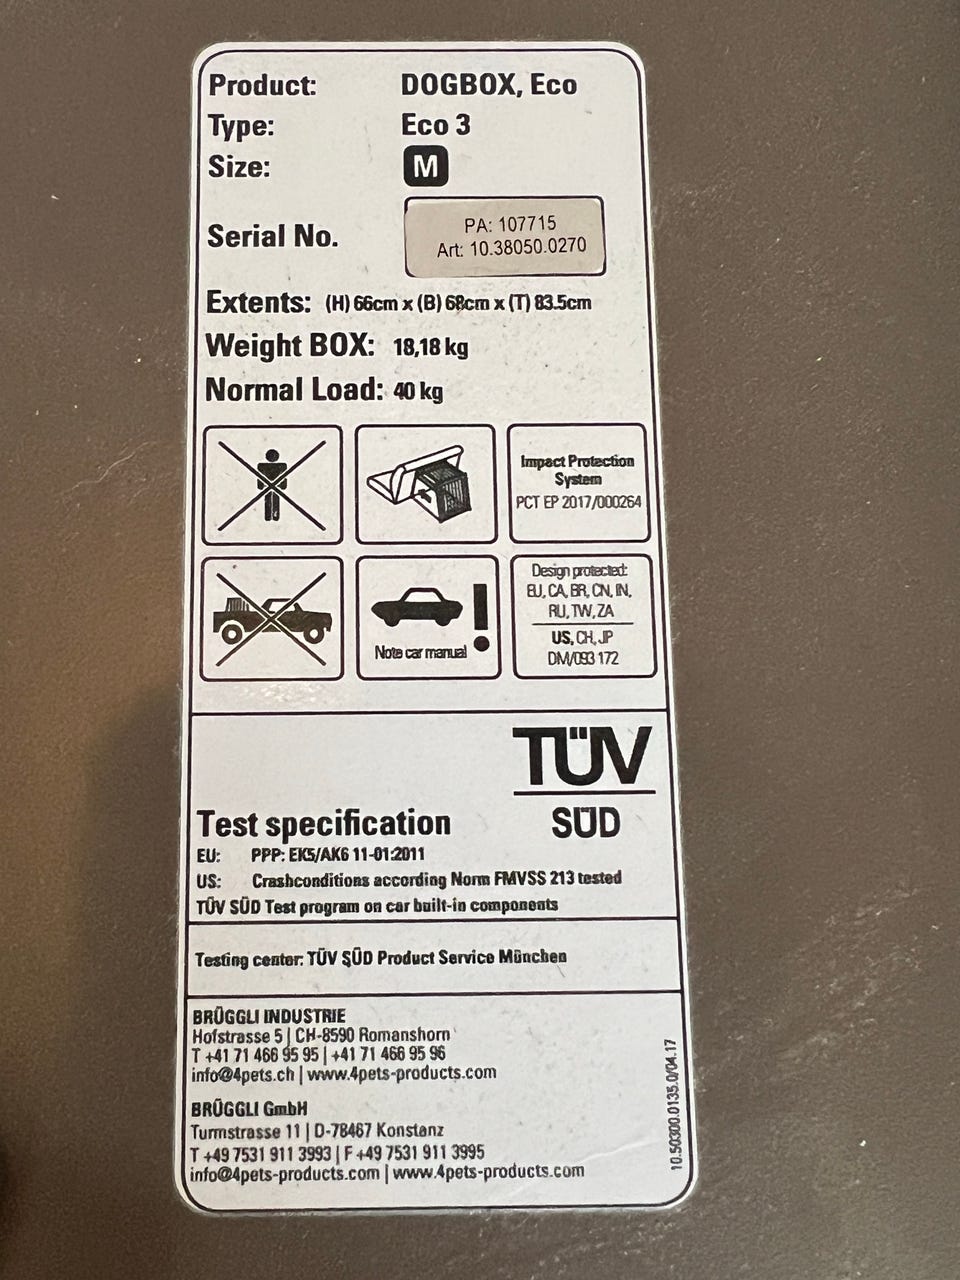 Product: DOGBOX, Eco
Type: Eco 3
Size: M
Serial No. PA: 107715
Art: 10.38050.0270
Extents: (H) 66cm x (B) 68cm x (T) 83.5cm
Weight BOX: 18,18 kg
Normal Load: 40 kg
Impact Protection
System
PCT EP 2017/000264
Note car manual
!
Design protected:
EU, CA, BR, CN, IN,
RU, TW, ZA
US, CH, JP
DM/093 172
TÜV
SÜD
Test specification
EU: PPP: EK5/AK6 11-01:2011
US: Crashconditions according Norm FMVSS 213 tested
TÜV SÜD Test program on car built-in components
Testing center: TÜV SÜD Product Service München
BRÜGGLI INDUSTRIE
Hofstrasse 5 | CH-8590 Romanshorn
T +41 71 466 95 95 | +41 71 466 95 96
info@4pets.ch | www.4pets-products.com
BRÜGGLI GmbH
Turmstrasse 11 | D-78467 Konstanz
T +49 7531 911 3993 | F +49 7531 911 3995
info@4pets-products.com | www.4pets-products.com
10.50300.0135.0/04.17